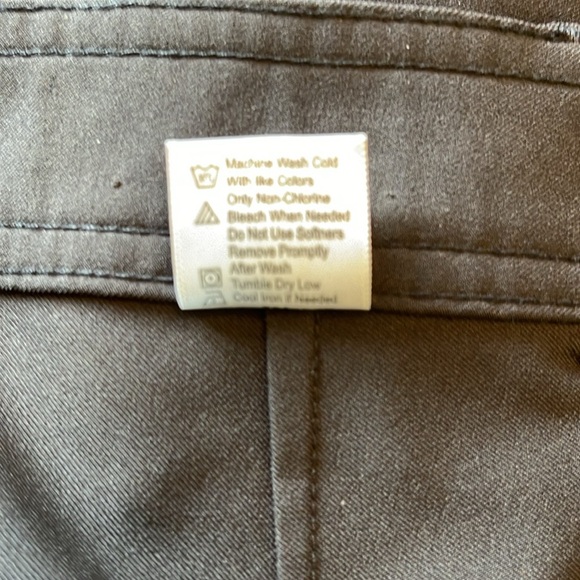 Machine Wash Cold
With like Colors
Only Non-Chlorine
Bleach When Needed
Do Not Use Softners
Remove Promptly
After Wash
Tumble Dry Low
Cool Iron if Needed